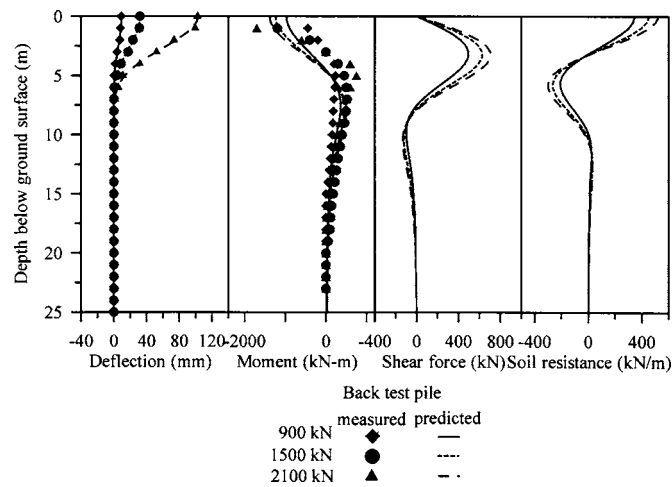 Depth below ground surface (m)
0
5
10
15
20
25
0 40 80 120 -2000 0 -400 0 400 800 -400 0 400
Deflection (mm) Moment (kN-m) Shear force (kN) Soil resistance (kN/m)
Back test pile
measured predicted
900 kN
1500 kN
2100 kN